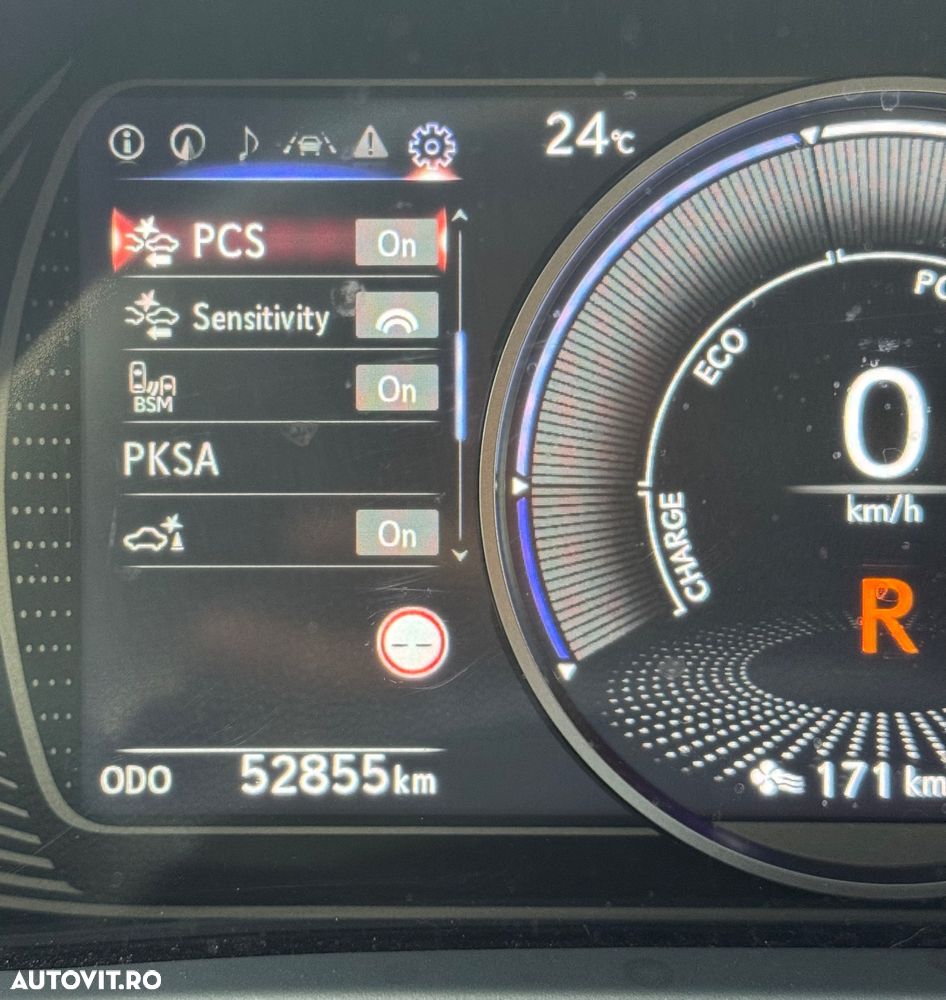 24°C
PCS On
Sensitivity
BSM On
PKSA
On
ODO 52855km
ECO
CHARGE
0
km/h
R
171 km
AUTOVIT.RO